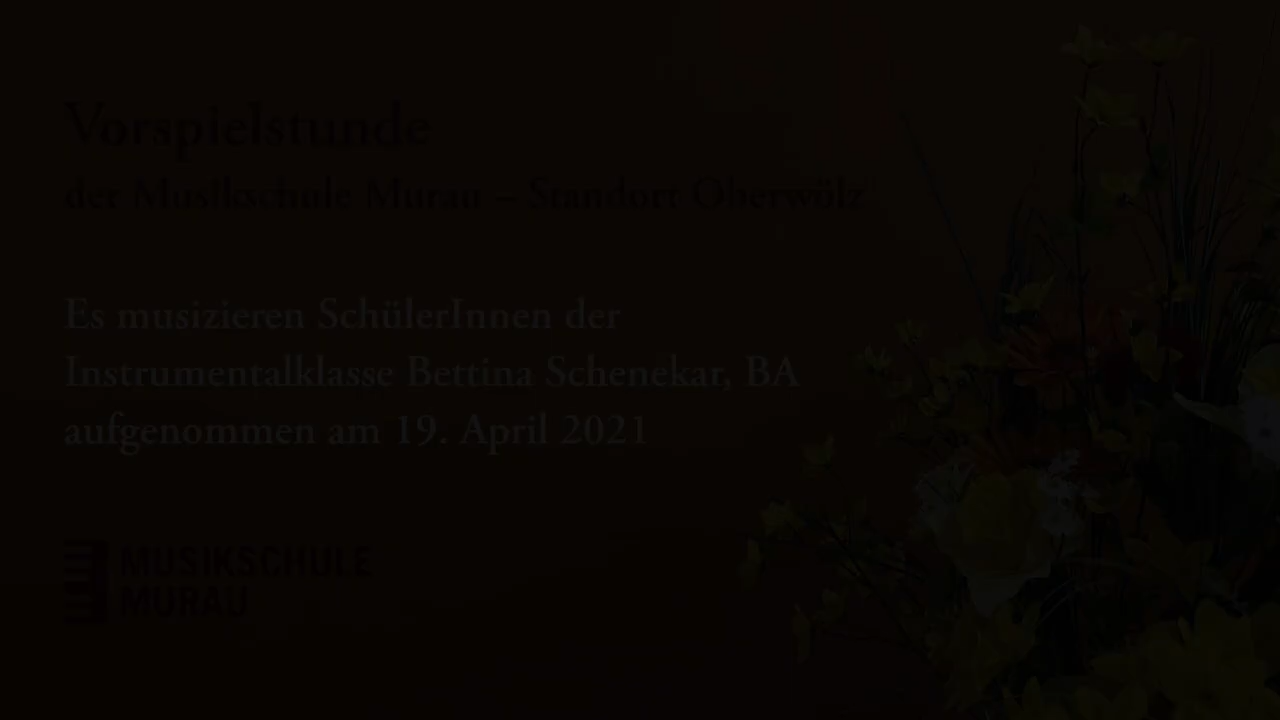 Vorspielstunde
der Musikschule Murau – Standort Oberwölz
Es musizieren SchülerInnen der
Instrumentalklasse Bettina Schenekar, BA
aufgenommen am 19. April 2021
MUSIKSCHULE
MURAU